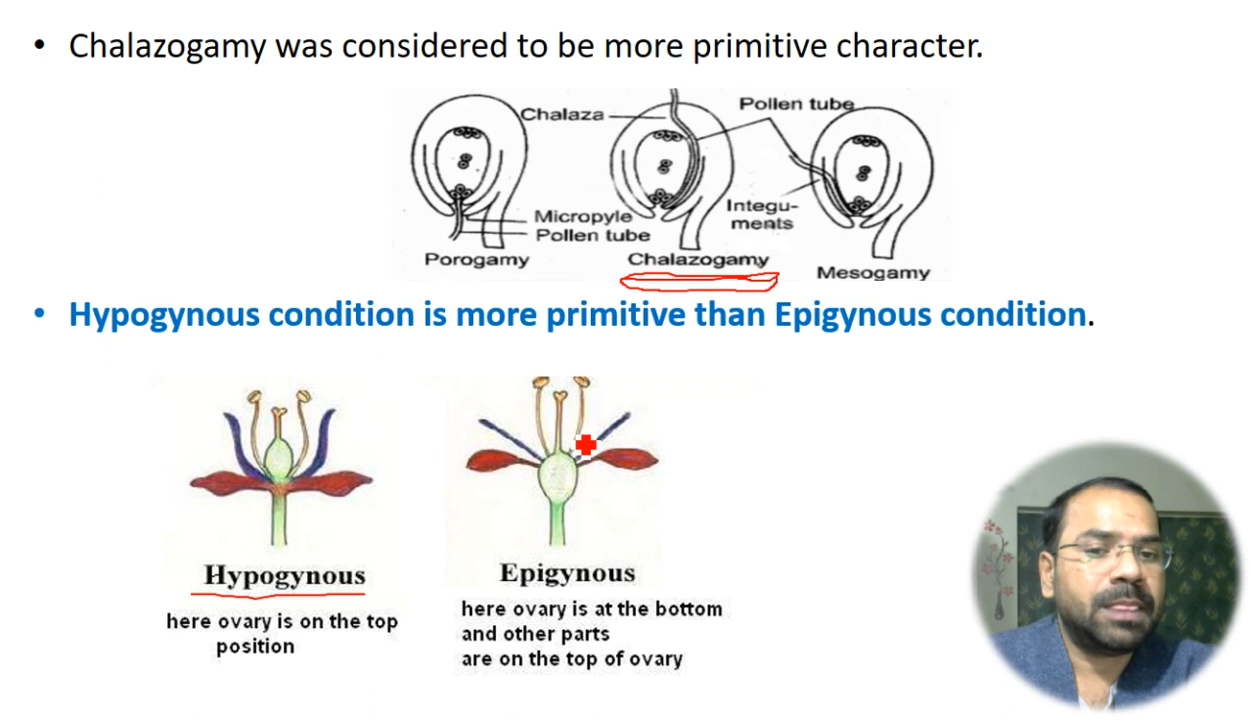 • Chalazogamy was considered to be more primitive character.
Chalaza
Pollen tube
Micropyle
Pollen tube
Integu-
ments
Porogamy
Chalazogamy
Mesogamy
• Hypogynous condition is more primitive than Epigynous condition.
Hypogynous
here ovary is on the top
position
Epigynous
here ovary is at the bottom
and other parts
are on the top of ovary